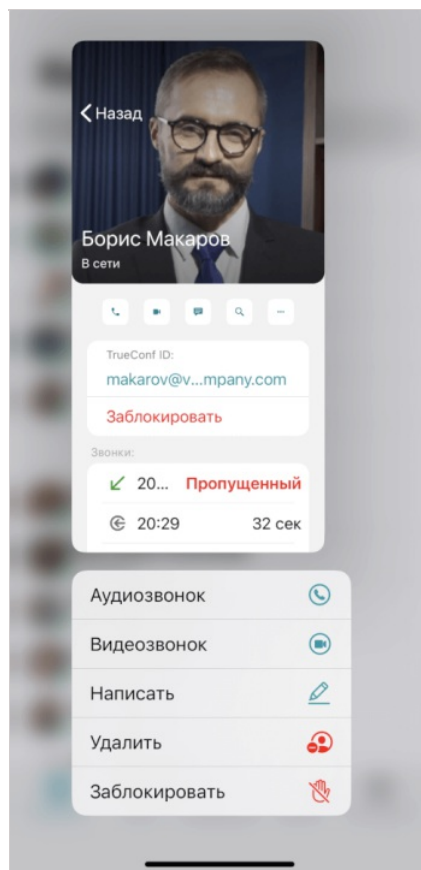 Назад
Борис Макаров
В сети
TrueConf ID:
makarov@v...mpany.com
Заблокировать
Звонки:
20... Пропущенный
20:29 32 сек
Аудиозвонок
Видеозвонок
Написать
Удалить
Заблокировать